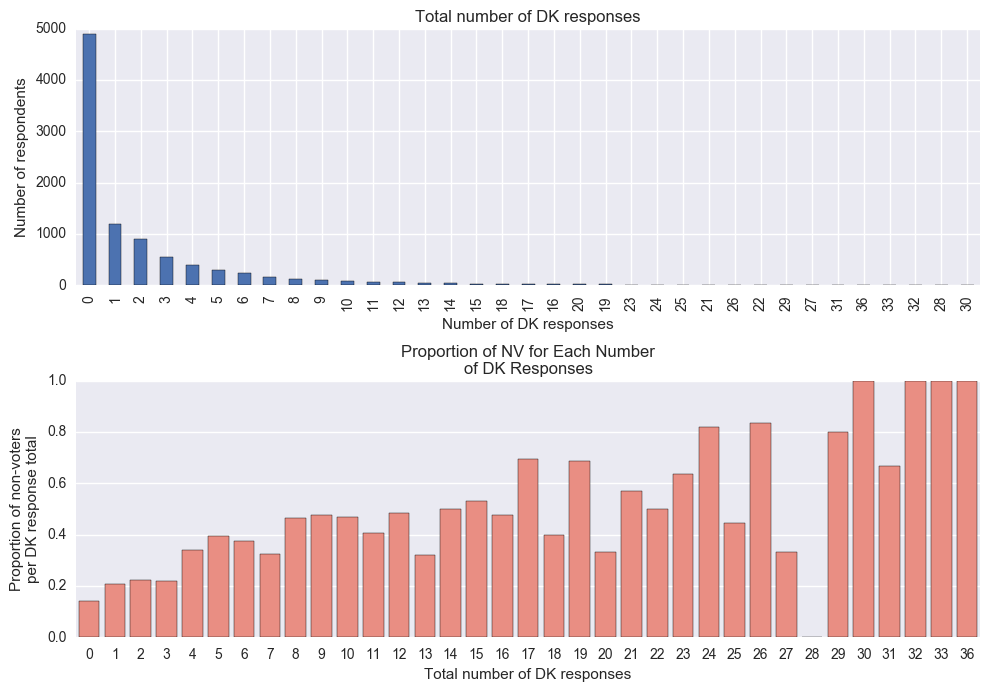 Total number of DK responses
5000
4000
3000
2000
1000
0
Number of respondents
0 1 2 3 4 5 6 7 8 9 10 11 12 13 14 15 18 17 16 20 19 23 24 25 21 26 22 29 27 31 36 33 32 28 30
Number of DK responses
Proportion of NV for Each Number
of DK Responses
1.0
0.8
0.6
0.4
0.2
0.0
Proportion of non-voters
per DK response total
0 1 2 3 4 5 6 7 8 9 10 11 12 13 14 15 16 17 18 19 20 21 22 23 24 25 26 27 28 29 30 31 32 33 36
Total number of DK responses